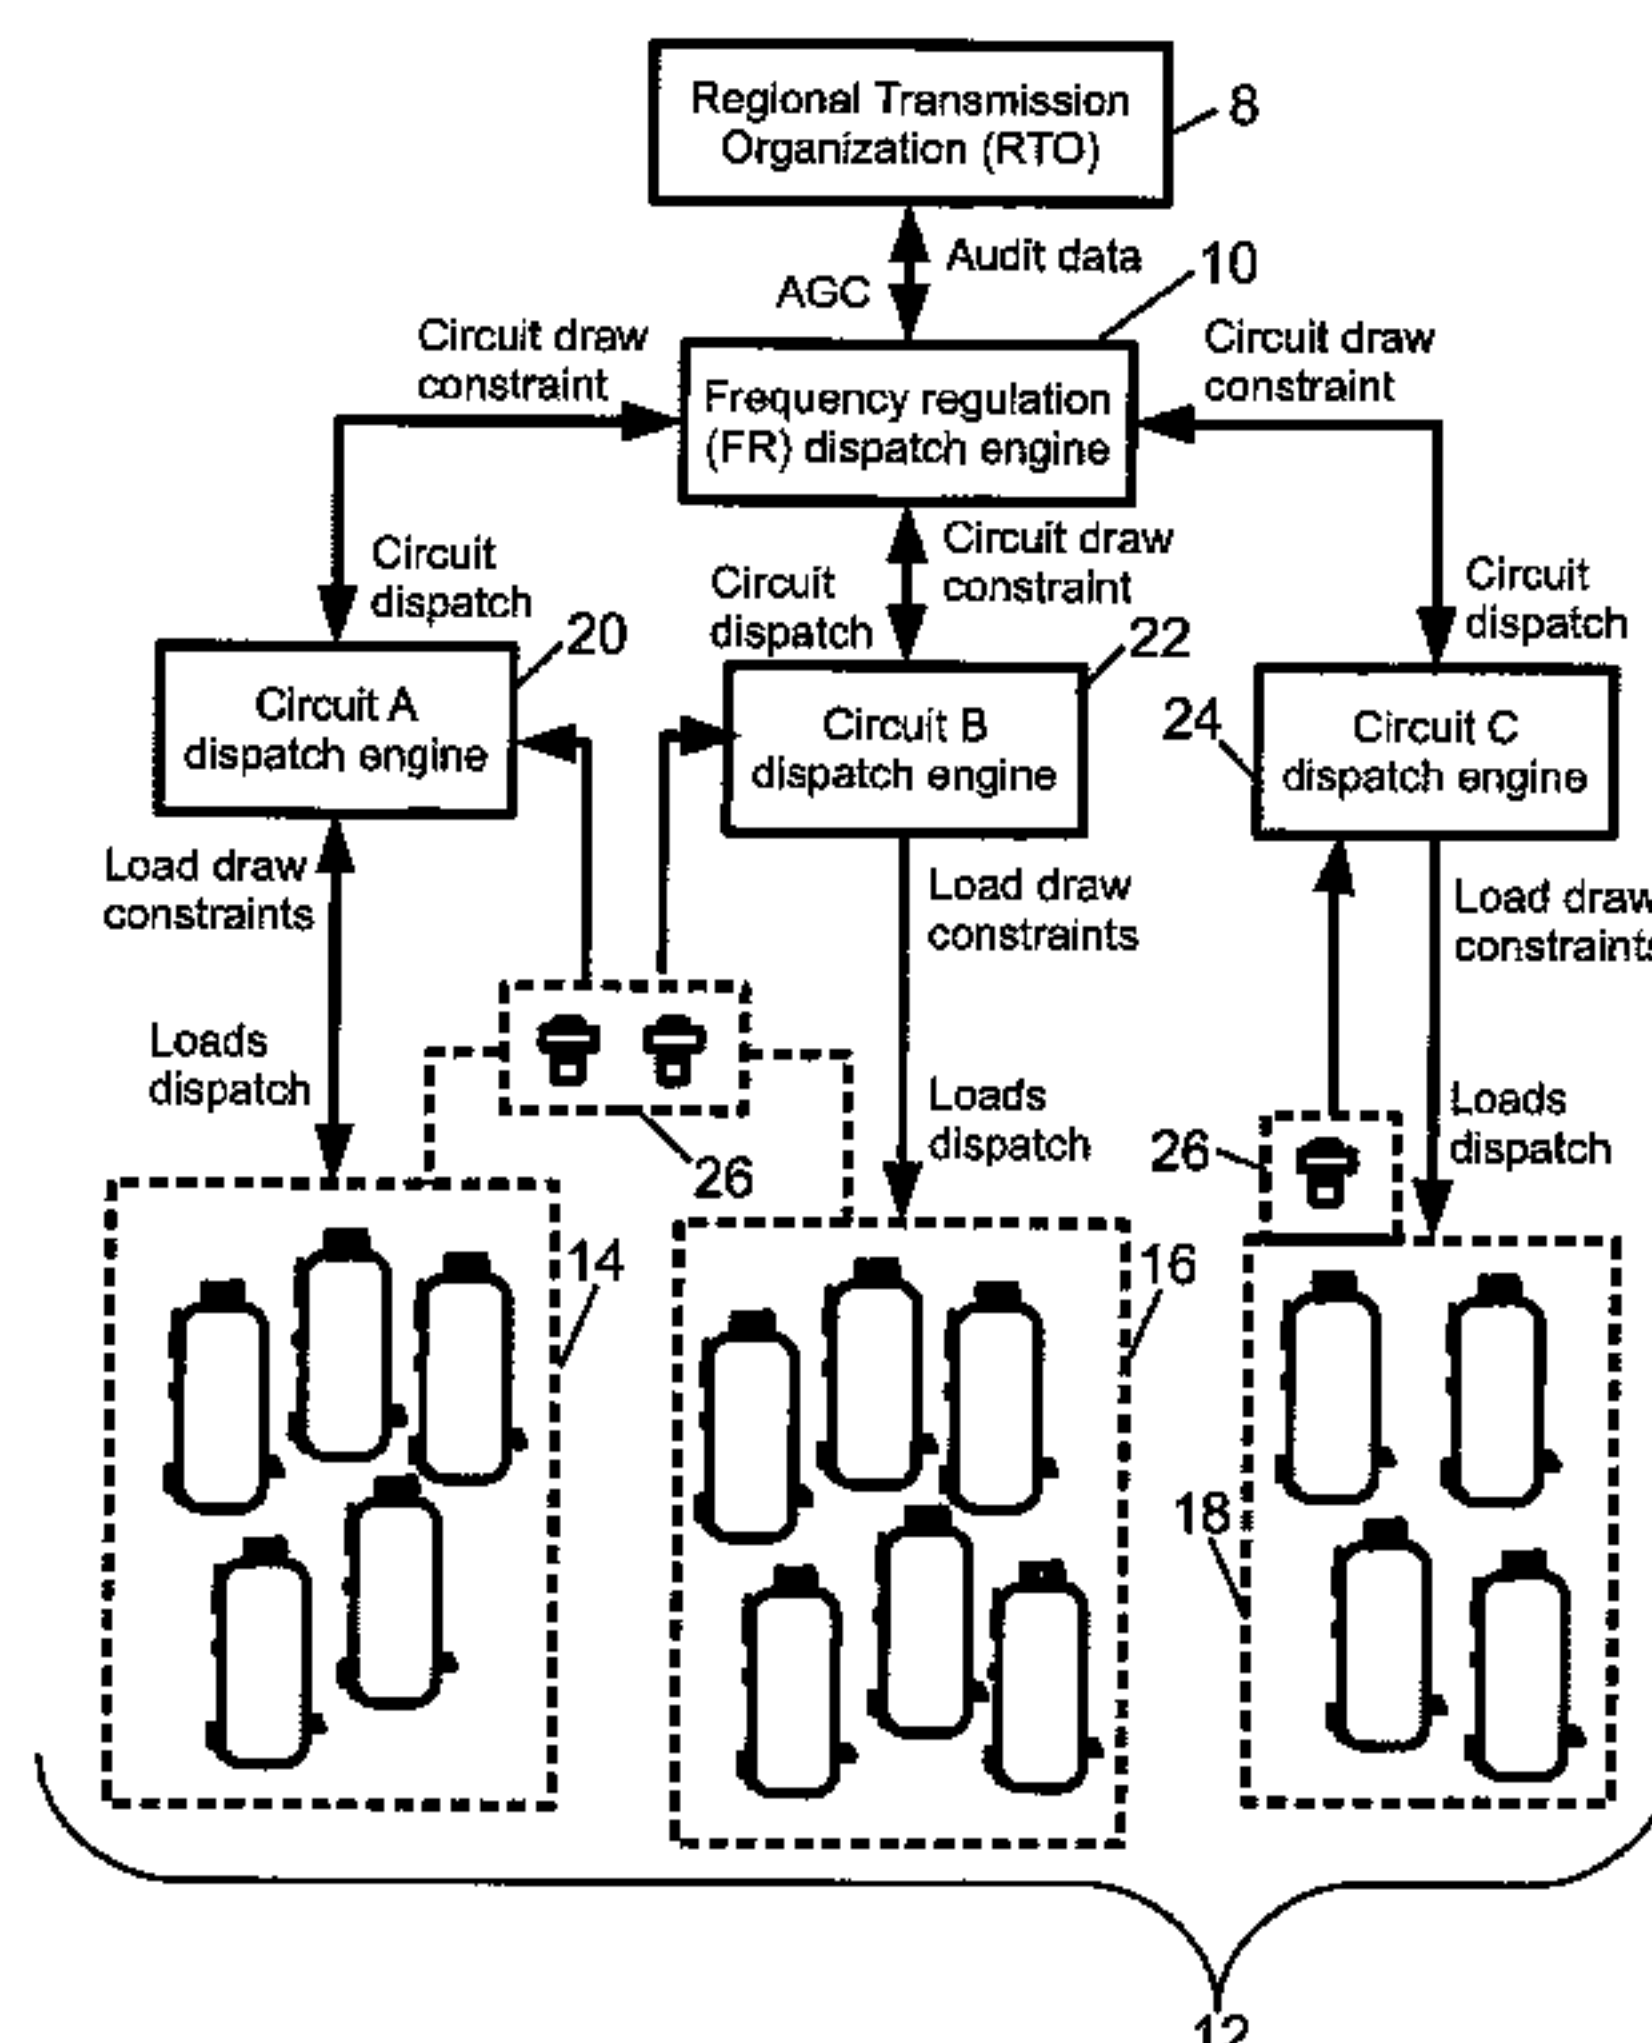 Regional Transmission
Organization (RTO)
8
Audit data
AGC
10
Circuit draw
constraint
Circuit draw
constraint
Frequency regulation
(FR) dispatch engine
Circuit
dispatch
Circuit
dispatch
Circuit draw
constraint
Circuit
dispatch
20
22
24
Circuit A
dispatch engine
Circuit B
dispatch engine
Circuit C
dispatch engine
Load draw
constraints
Load draw
constraints
Load draw
constraints
Loads
dispatch
Loads
dispatch
Loads
dispatch
26
26
14
16
18
12